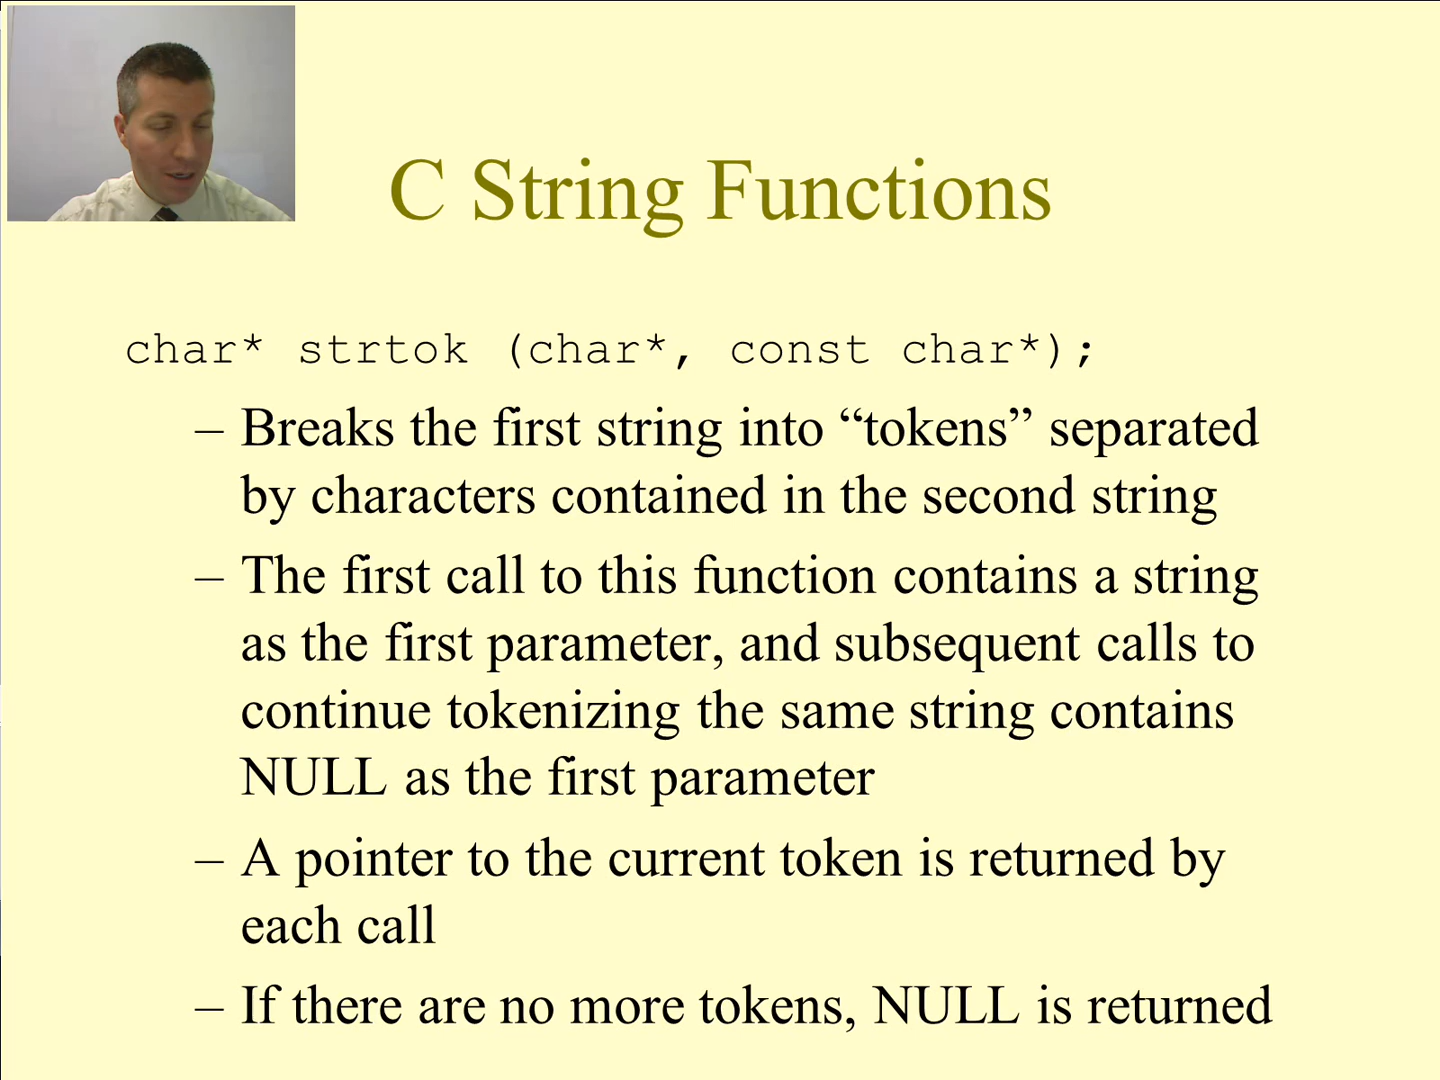 C String Functions
char* strtok (char*, const char*);
– Breaks the first string into “tokens” separated
by characters contained in the second string
– The first call to this function contains a string
as the first parameter, and subsequent calls to
continue tokenizing the same string contains
NULL as the first parameter
– A pointer to the current token is returned by
each call
– If there are no more tokens, NULL is returned